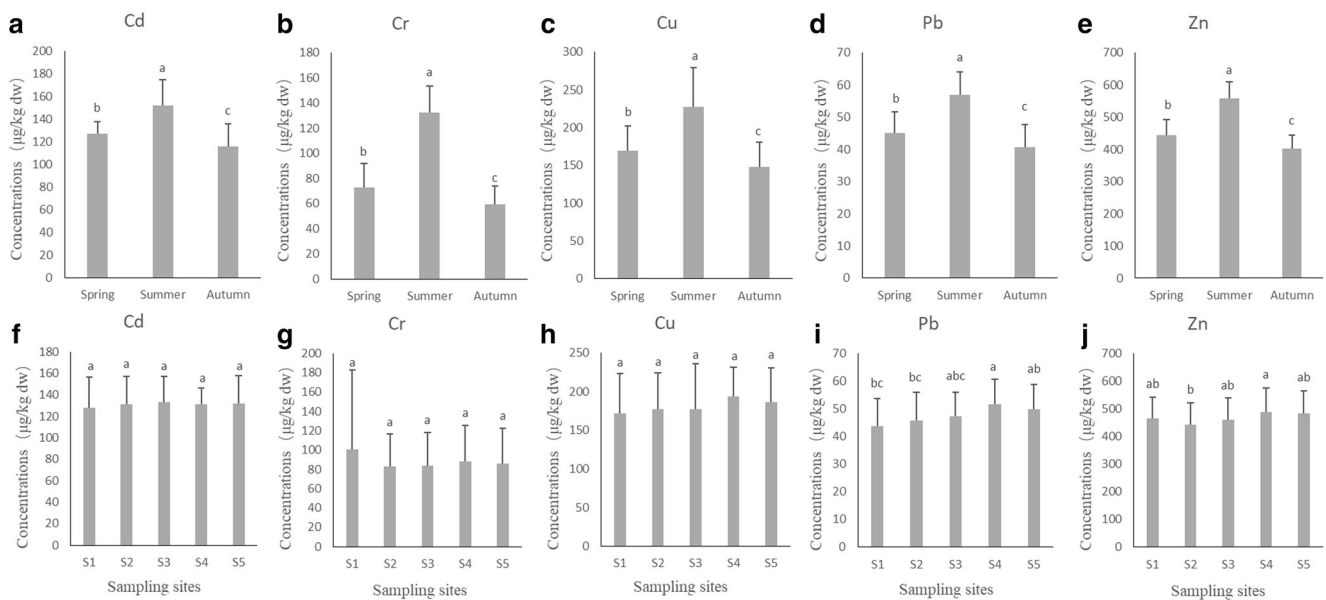 a Cd
Concentrations (μg/kg dw)
200
180
160
140
120
100
80
60
40
20
0
b a c
Spring Summer Autumn
b Cr
Concentrations (μg/kg dw)
180
160
140
120
100
80
60
40
20
0
b a c
Spring Summer Autumn
c Cu
Concentrations (μg/kg dw)
300
250
200
150
100
50
0
b a c
Spring Summer Autumn
d Pb
Concentrations (μg/kg dw)
70
60
50
40
30
20
10
0
b a c
Spring Summer Autumn
e Zn
Concentrations (μg/kg dw)
700
600
500
400
300
200
100
0
b a c
Spring Summer Autumn
f Cd
Concentrations (μg/kg dw)
180
160
140
120
100
80
60
40
20
0
a a a a a
S1 S2 S3 S4 S5
Sampling sites
g Cr
Concentrations (μg/kg dw)
200
180
160
140
120
100
80
60
40
20
0
a a a a a
S1 S2 S3 S4 S5
Sampling sites
h Cu
Concentrations (μg/kg dw)
250
200
150
100
50
0
a a a a a
S1 S2 S3 S4 S5
Sampling sites
i Pb
Concentrations (μg/kg dw)
70
60
50
40
30
20
10
0
bc bc abc a ab
S1 S2 S3 S4 S5
Sampling sites
j Zn
Concentrations (μg/kg dw)
700
600
500
400
300
200
100
0
ab b ab a ab
S1 S2 S3 S4 S5
Sampling sites